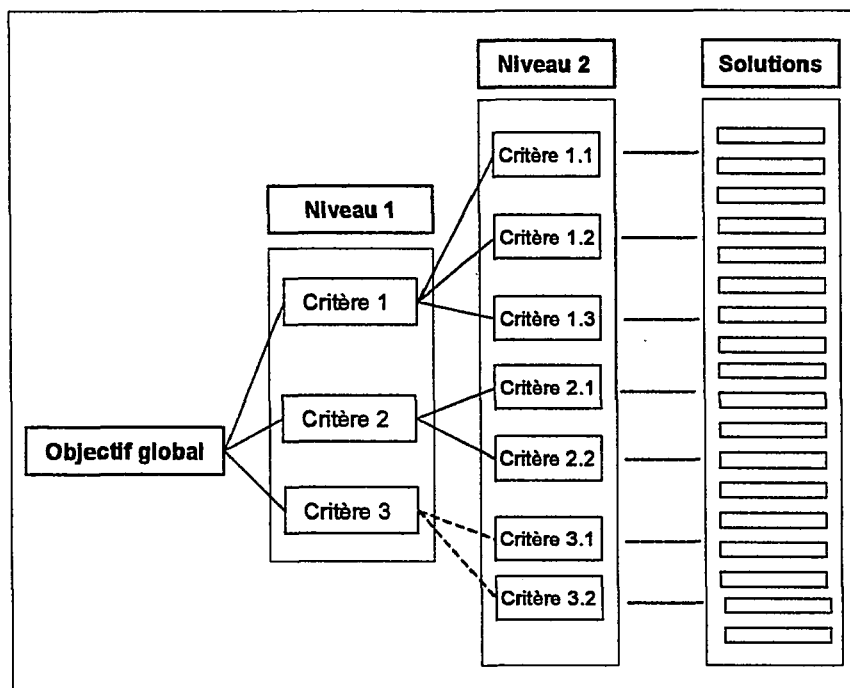 Niveau 2
Solutions
Critère 1.1
Niveau 1
Critère 1.2
Critère 1
Critère 1.3
Critère 2.1
Critère 2
Objectif global
Critère 2.2
Critère 3
Critère 3.1
Critère 3.2